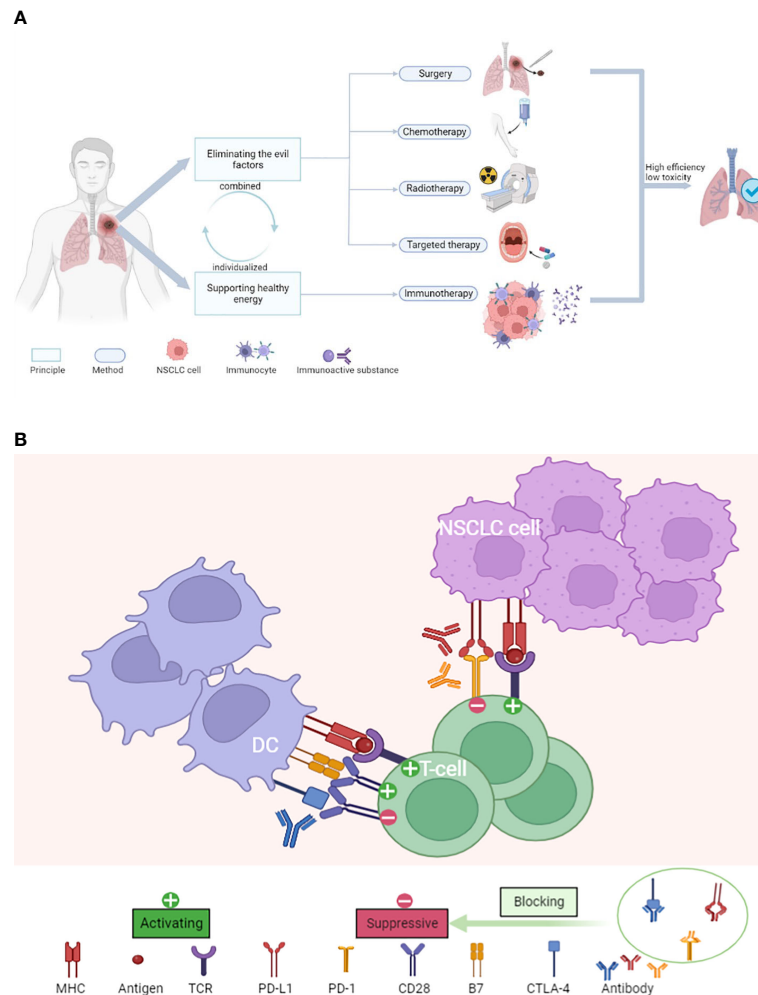 A
Surgery
Eliminating the evil
factors
combined
Chemotherapy
Radiotherapy
High efficiency
low toxicity
Targeted therapy
individualized
Supporting healthy
energy
Immunotherapy
Principle
Method
NSCLC cell
Immunocyte
Immunoactive substance
B
NSCLC cell
DC
T-cell
Activating
Suppressive
Blocking
MHC
Antigen
TCR
PD-L1
PD-1
CD28
B7
CTLA-4
Antibody